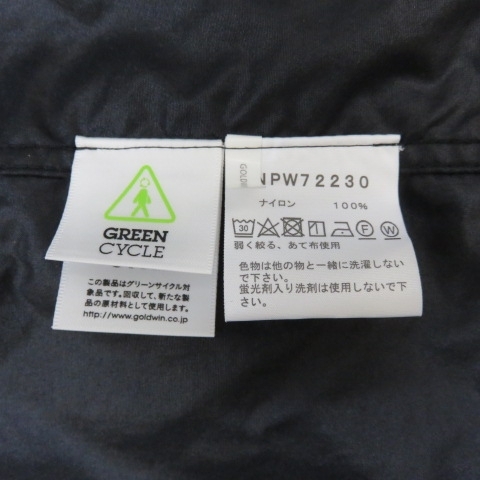 GREEN
CYCLE
この製品はグリーンサイクル対
象品です。回収して、新たな製
品の原材料として使用します。
http://www.goldwin.co.jp
NPW72230
ナイロン 100%
30
F W
弱く絞る、あて布使用
色物は他の物と一緒に洗濯しない
で下さい。
蛍光剤入り洗剤は使用しないで下
さい。